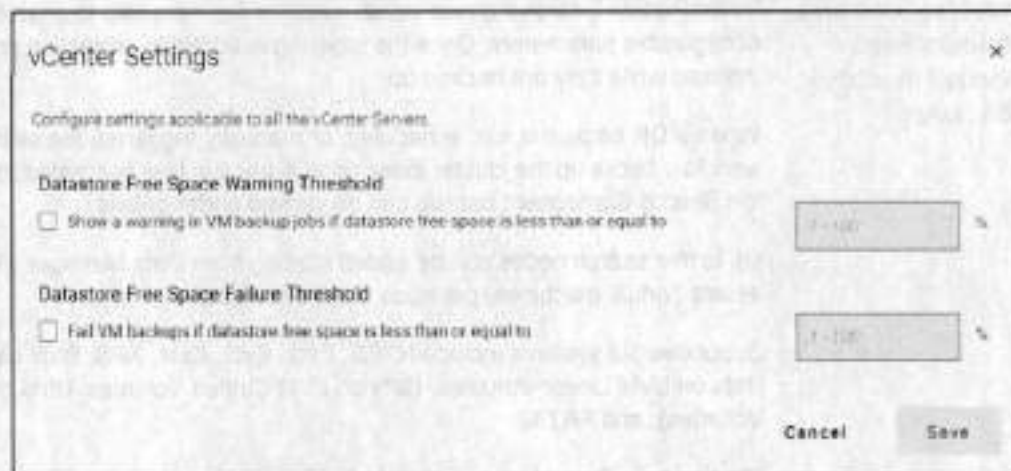 vCenter Settings
×
Configure settings applicable to all the vCenter Servers
Datastore Free Space Warning Threshold
Show a warning in VM backup jobs if datastore free space is less than or equal to
%
Datastore Free Space Failure Threshold
Fail VM backups if datastore free space is less than or equal to
%
Cancel Save